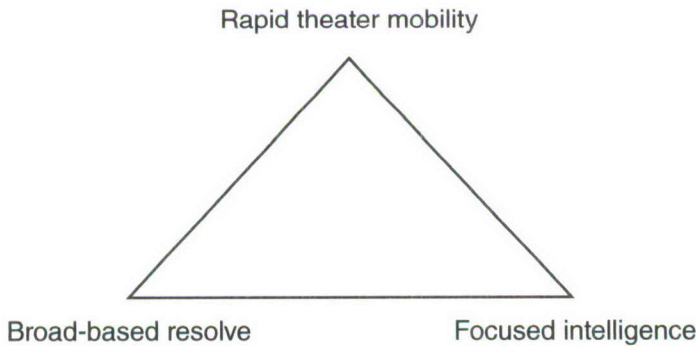 Rapid theater mobility
Broad-based resolve
Focused intelligence